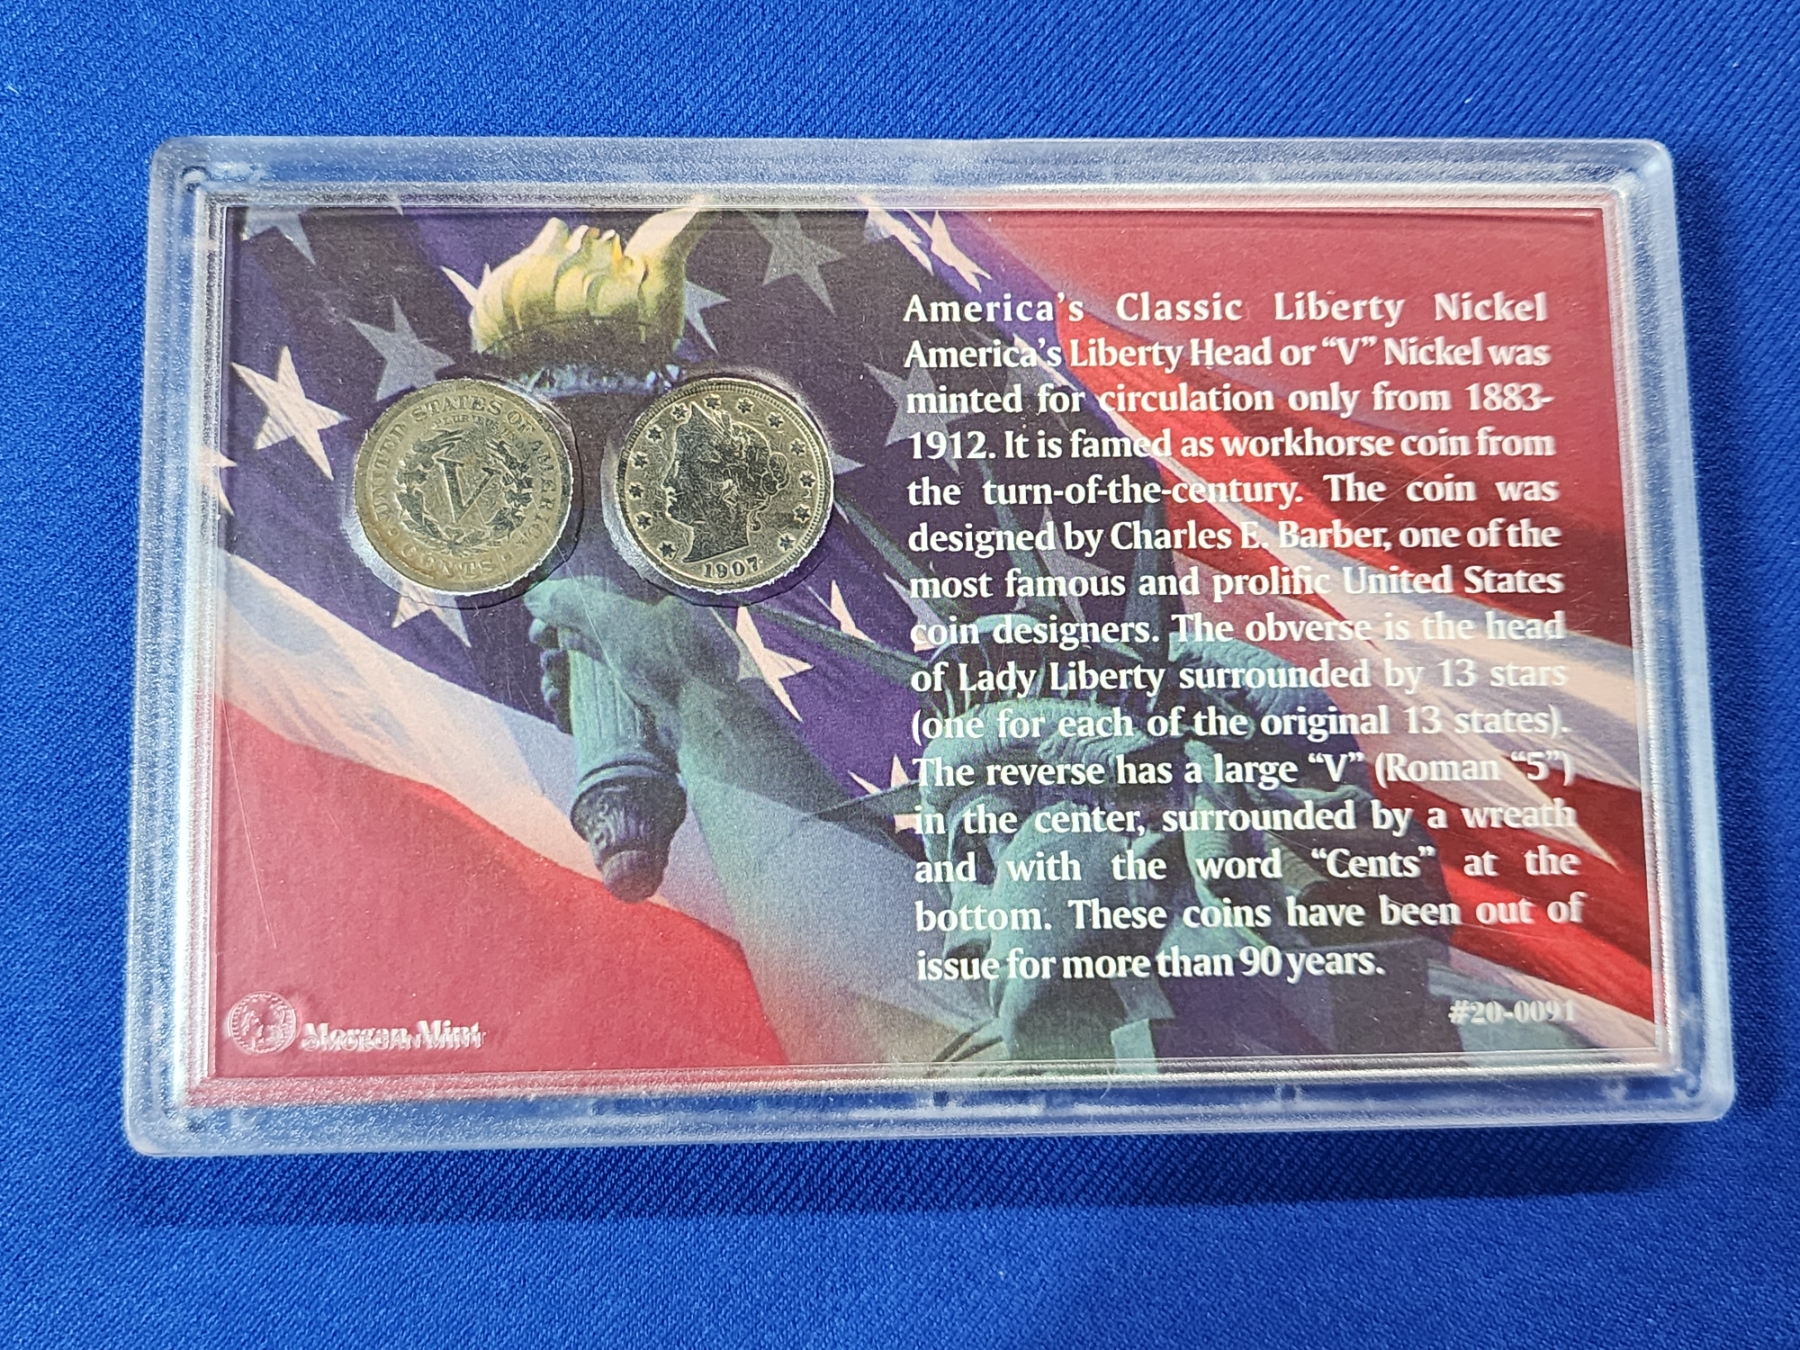 America's Classic Liberty Nickel
America's Liberty Head or "V" Nickel was
minted for circulation only from 1883-
1912. It is famed as workhorse coin from
the turn-of-the-century. The coin was
designed by Charles E. Barber, one of the
most famous and prolific United States
coin designers. The obverse is the head
of Lady Liberty surrounded by 13 stars
(one for each of the original 13 states).
The reverse has a large "V" (Roman "5")
in the center, surrounded by a wreath
and with the word "Cents" at the
bottom. These coins have been out of
issue for more than 90 years.
#20-0091
UNITED STATES OF AMERICA
V
CENTS
1907
Morgan Mint